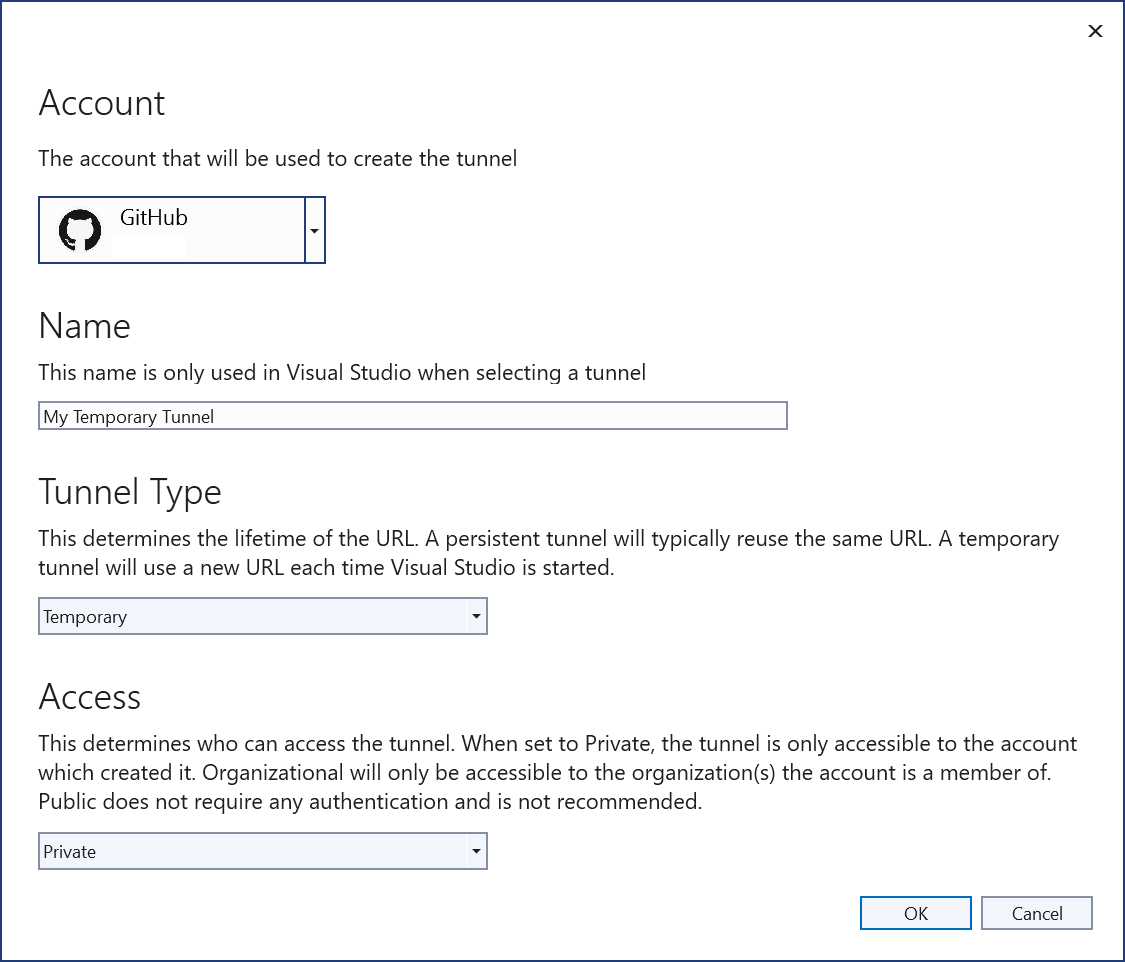 Account
The account that will be used to create the tunnel
GitHub
Name
This name is only used in Visual Studio when selecting a tunnel
My Temporary Tunnel
Tunnel Type
This determines the lifetime of the URL. A persistent tunnel will typically reuse the same URL. A temporary
tunnel will use a new URL each time Visual Studio is started.
Temporary
Access
This determines who can access the tunnel. When set to Private, the tunnel is only accessible to the account
which created it. Organizational will only be accessible to the organization(s) the account is a member of.
Public does not require any authentication and is not recommended.
Private
OK
Cancel